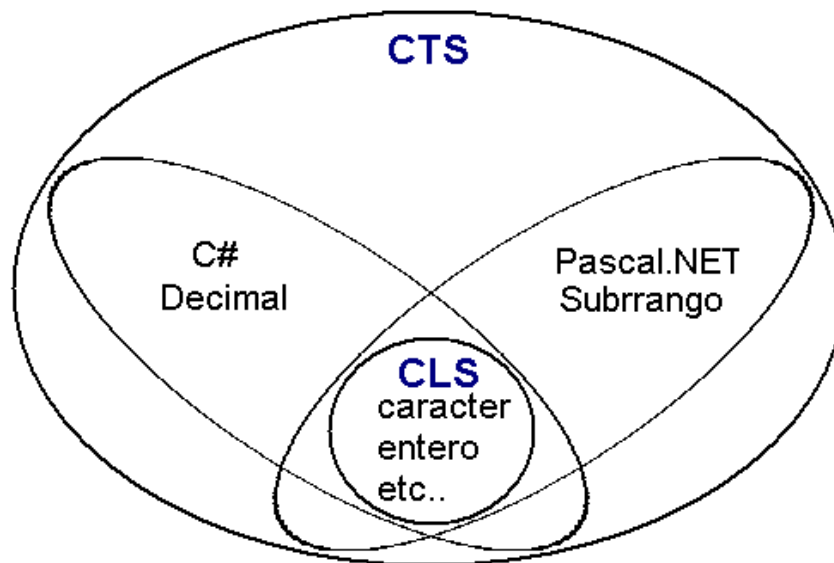 CTS
C#
Decimal
Pascal.NET
Subrrango
CLS
caracter
entero
etc..